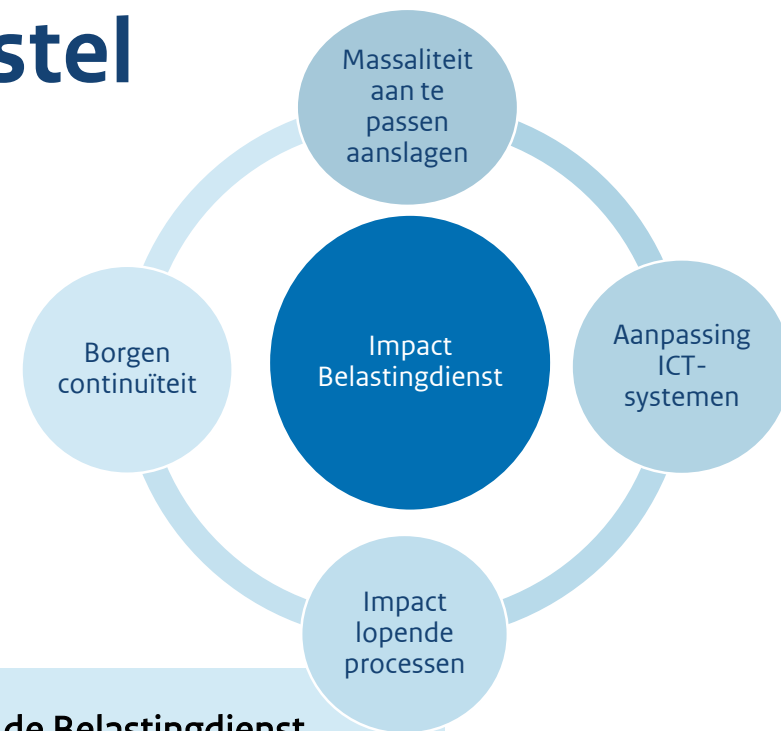 stel
Massaliteit
aan te
passen
aanslagen
Borgen
continuïteit
Impact
Belastingdienst
Aanpassing
ICT-
systemen
Impact
lopende
processen
de Belastingdienst